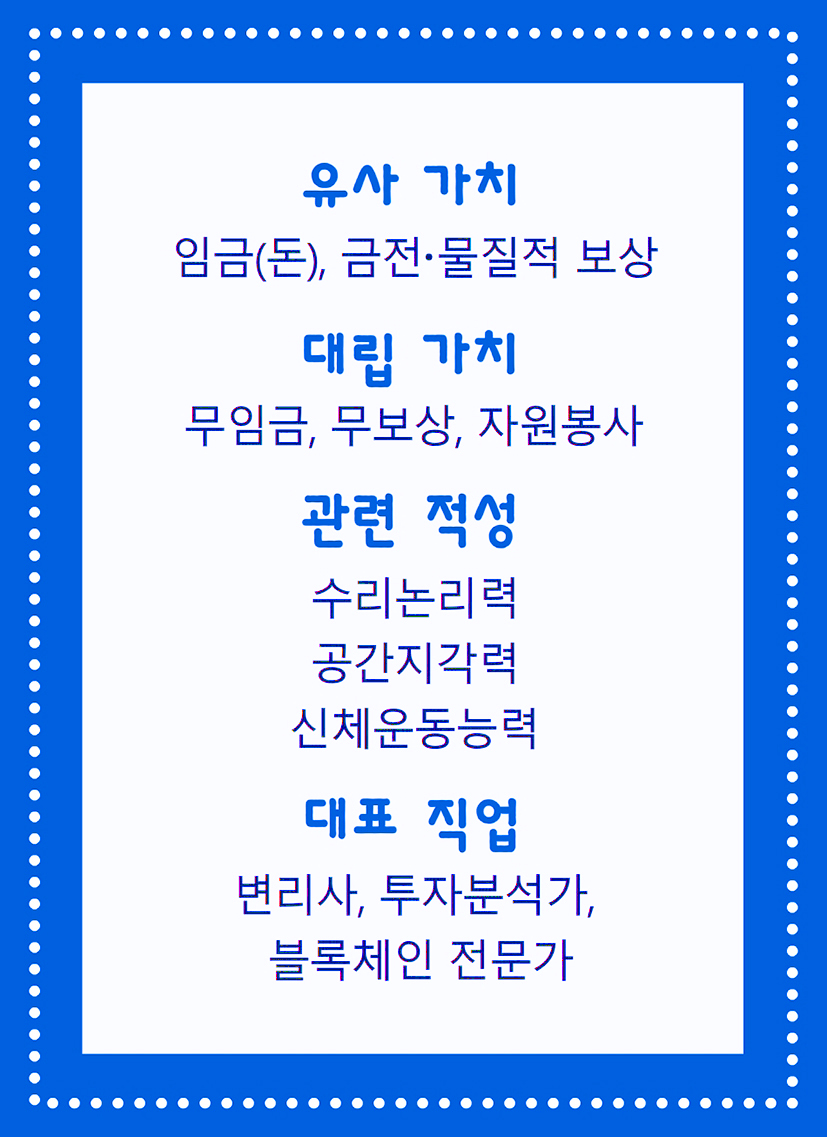 유사 가치
임금(돈), 금전·물질적 보상
대립 가치
무임금, 무보상, 자원봉사
관련 적성
수리논리력
공간지각력
신체운동능력
대표 직업
변리사, 투자분석가,
블록체인 전문가